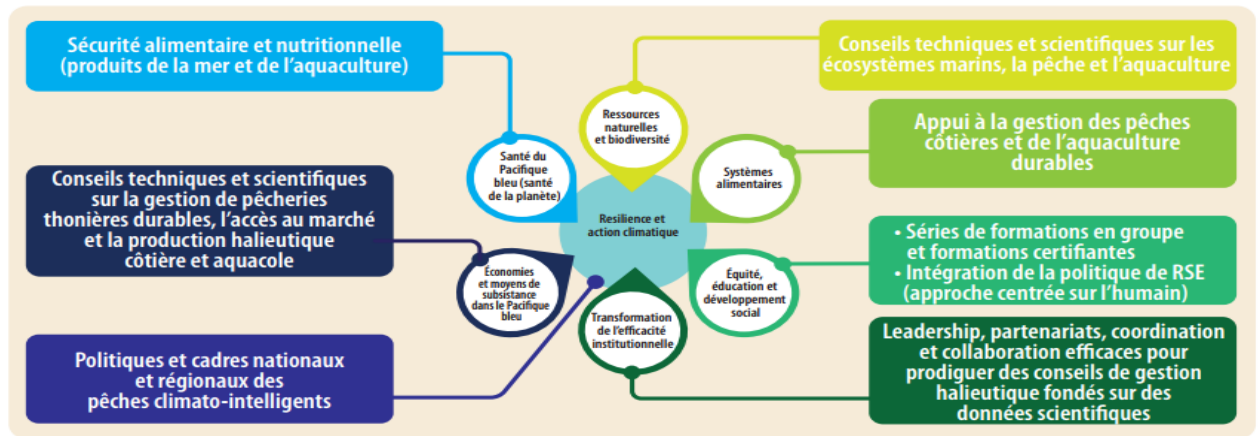 Sécurité alimentaire et nutritionnelle
(produits de la mer et de l'aquaculture)
Conseils techniques et scientifiques
sur la gestion de pêcheries
thonières durables, l'accès au marché
et la production halieutique
côtière et aquacole
Politiques et cadres nationaux
et régionaux des
pêches climato-intelligents
Ressources
naturelles
et biodiversité
Santé du
Pacifique
bleu (santé
de la planète)
Systèmes
alimentaires
Resilience et
action climatique
Économies
et moyens de
subsistance
dans le Pacifique
bleu
Équité,
éducation et
développement
social
Transformation
de l'efficacité
institutionnelle
Conseils techniques et scientifiques sur les
écosystèmes marins, la pêche et l'aquaculture
Appui à la gestion des pêches
côtières et de l'aquaculture
durables
• Séries de formations en groupe
et formations certifiantes
• Intégration de la politique de RSE
(approche centrée sur l'humain)
Leadership, partenariats, coordination
et collaboration efficaces pour
prodiguer des conseils de gestion
halieutique fondés sur des
données scientifiques